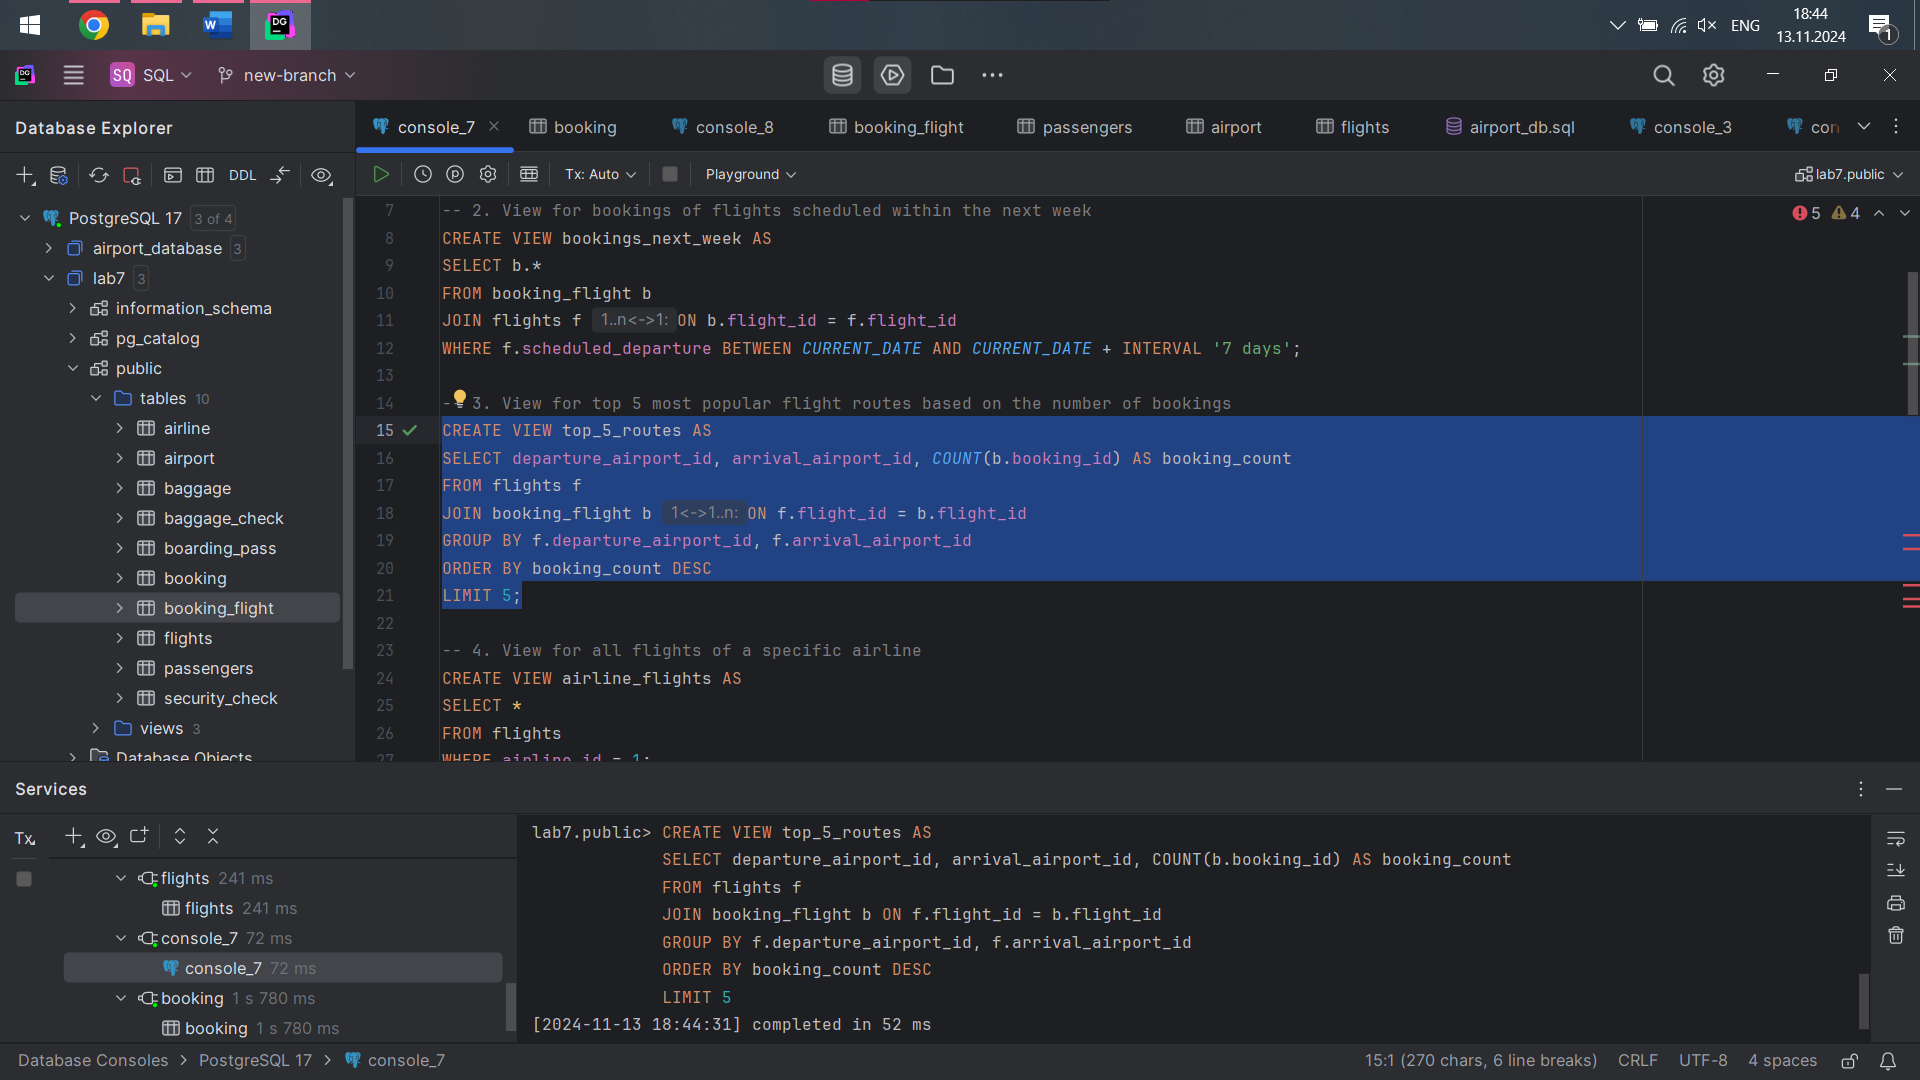 W
DG
ENG
18:44
13.11.2024
1
DG
SQ SQL
new-branch
Database Explorer
console_7
booking
console_8
booking_flight
passengers
airport
flights
airport_db.sql
console_3
con
DDL
Tx: Auto
Playground
lab7.public
PostgreSQL 17 3 of 4
airport_database 3
lab7 3
information_schema
pg_catalog
public
tables 10
airline
airport
baggage
baggage_check
boarding_pass
booking
booking_flight
flights
passengers
security_check
views 3
Database Objects
5 4
7 -- 2. View for bookings of flights scheduled within the next week
8 CREATE VIEW bookings_next_week AS
9 SELECT b.*
10 FROM booking_flight b
11 JOIN flights f 1..n<->1: ON b.flight_id = f.flight_id
12 WHERE f.scheduled_departure BETWEEN CURRENT_DATE AND CURRENT_DATE + INTERVAL '7 days';
13
14 -- 3. View for top 5 most popular flight routes based on the number of bookings
15 CREATE VIEW top_5_routes AS
16 SELECT departure_airport_id, arrival_airport_id, COUNT(b.booking_id) AS booking_count
17 FROM flights f
18 JOIN booking_flight b 1<->1..n: ON f.flight_id = b.flight_id
19 GROUP BY f.departure_airport_id, f.arrival_airport_id
20 ORDER BY booking_count DESC
21 LIMIT 5;
22
23 -- 4. View for all flights of a specific airline
24 CREATE VIEW airline_flights AS
25 SELECT *
26 FROM flights
27 WHERE airline_id = 1;
Services
Tx
flights 241 ms
flights 241 ms
console_7 72 ms
console_7 72 ms
booking 1 s 780 ms
booking 1 s 780 ms
lab7.public> CREATE VIEW top_5_routes AS
SELECT departure_airport_id, arrival_airport_id, COUNT(b.booking_id) AS booking_count
FROM flights f
JOIN booking_flight b ON f.flight_id = b.flight_id
GROUP BY f.departure_airport_id, f.arrival_airport_id
ORDER BY booking_count DESC
LIMIT 5
[2024-11-13 18:44:31] completed in 52 ms
Database Consoles > PostgreSQL 17 > console_7
15:1 (270 chars, 6 line breaks)
CRLF
UTF-8
4 spaces